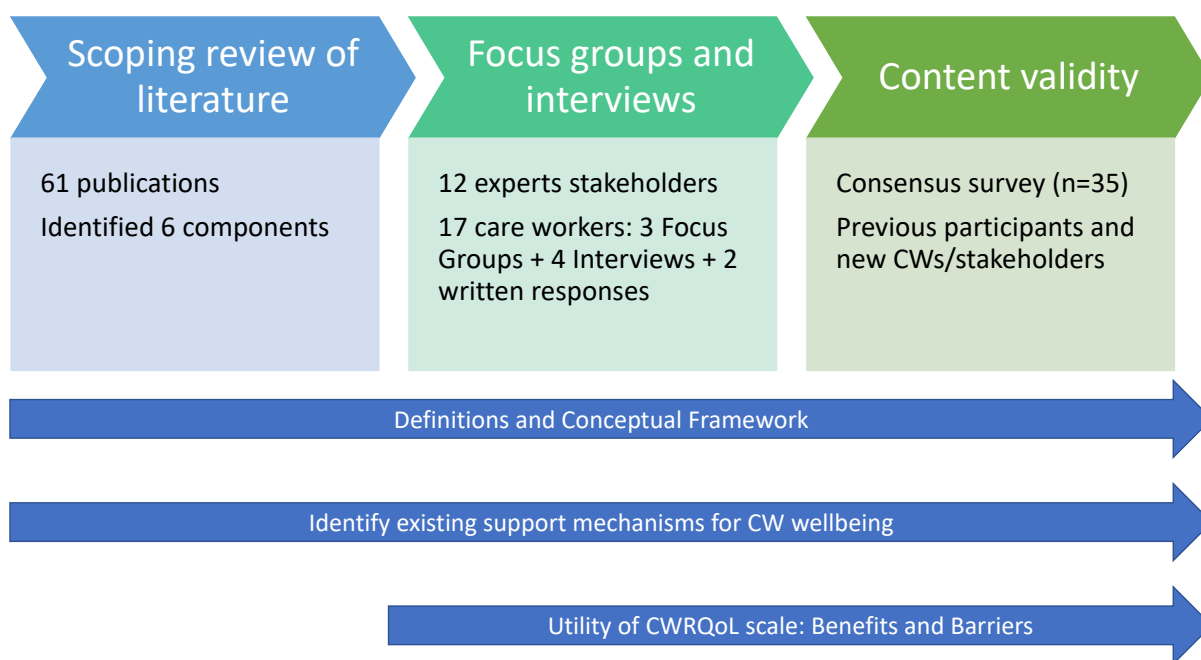 Scoping review of
literature
61 publications
Identified 6 components
Focus groups and
interviews
12 experts stakeholders
17 care workers: 3 Focus
Groups + 4 Interviews + 2
written responses
Content validity
Consensus survey (n=35)
Previous participants and
new CWs/stakeholders
Definitions and Conceptual Framework
Identify existing support mechanisms for CW wellbeing
Utility of CWRQoL scale: Benefits and Barriers